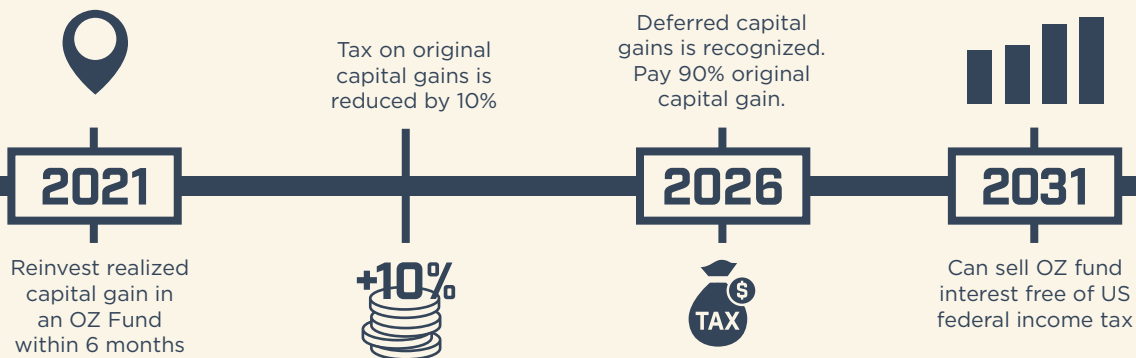 2021
Reinvest realized
capital gain in
an OZ Fund
within 6 months
Tax on original
capital gains is
reduced by 10%
+10%
Deferred capital
gains is recognized.
Pay 90% original
capital gain.
2026
$
TAX
2031
Can sell OZ fund
interest free of US
federal income tax